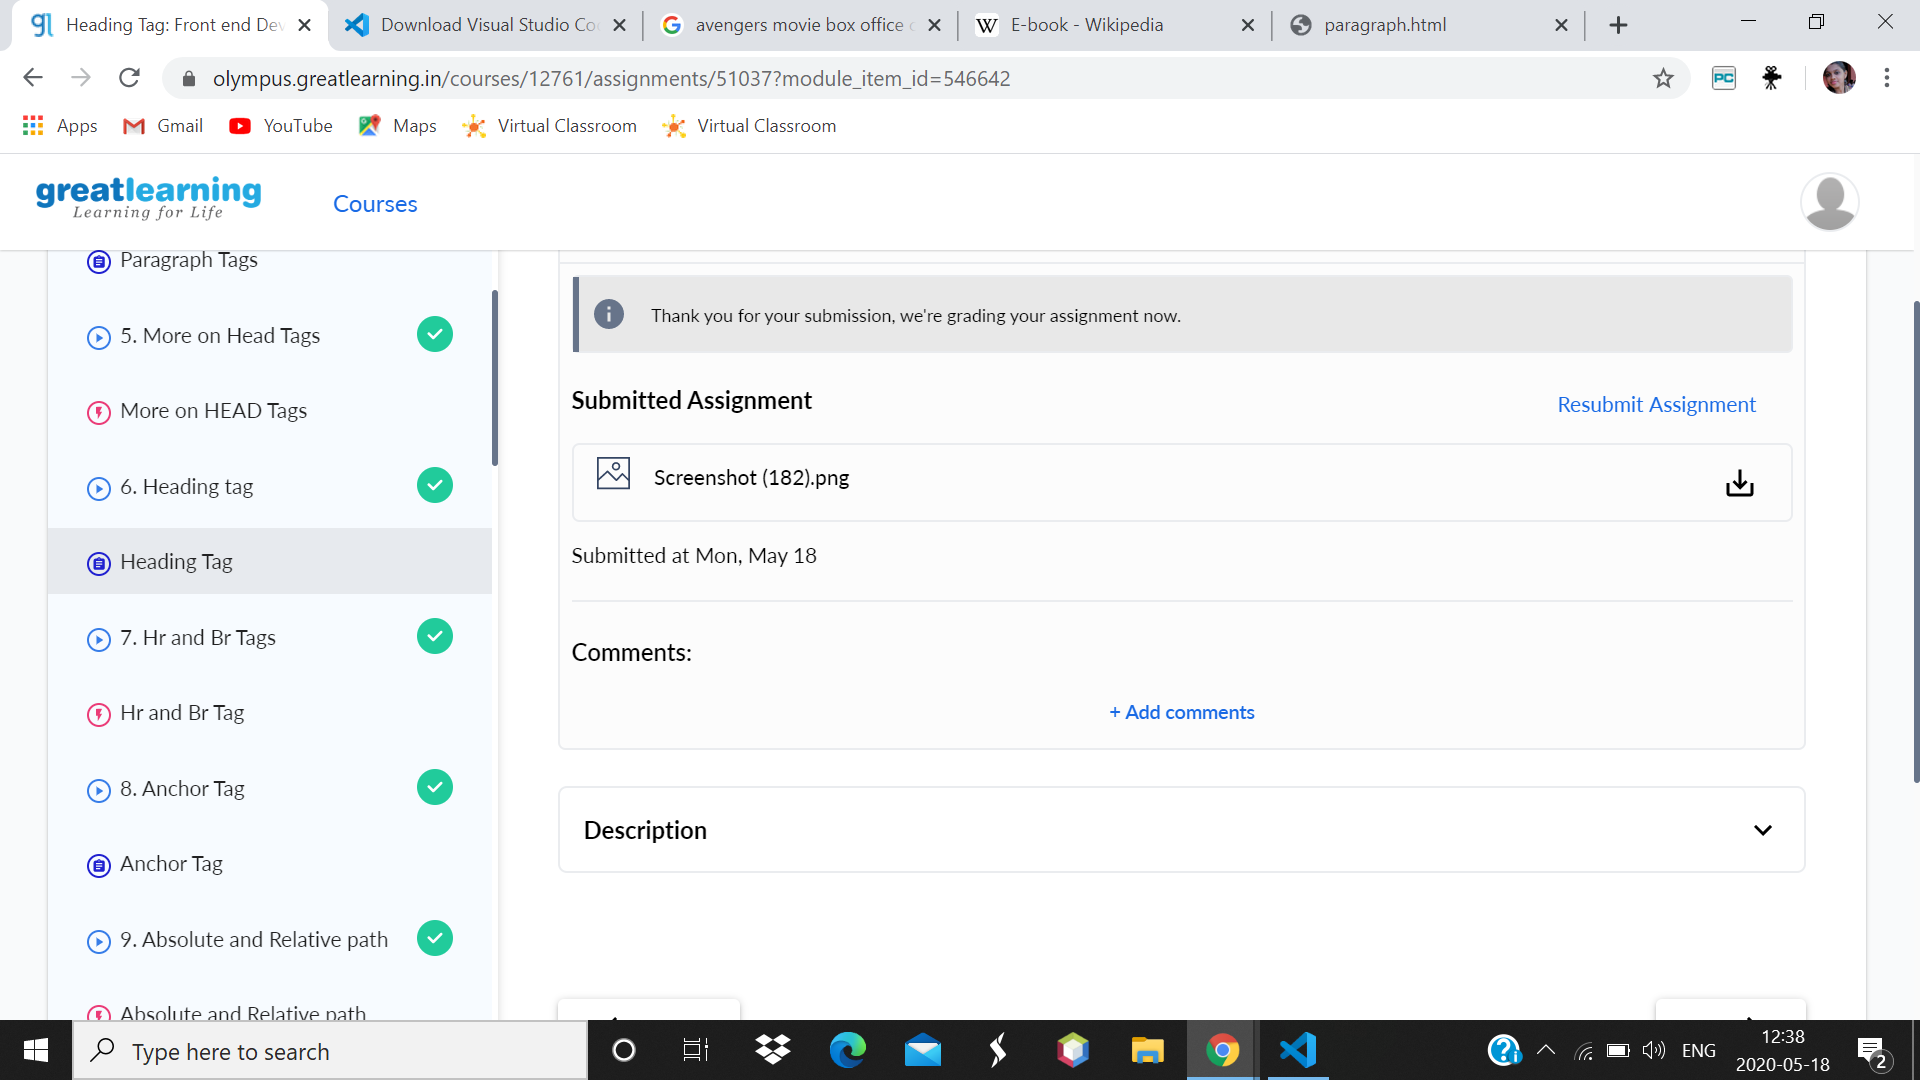 Heading Tag: Front end Dev
Download Visual Studio Co
avengers movie box office c
W E-book - Wikipedia
paragraph.html
olympus.greatlearning.in/courses/12761/assignments/51037?module_item_id=546642
PC
Apps
Gmail
YouTube
Maps
Virtual Classroom
Virtual Classroom
greatlearning
Learning for Life
Courses
Paragraph Tags
5. More on Head Tags
More on HEAD Tags
6. Heading tag
Heading Tag
7. Hr and Br Tags
Hr and Br Tag
8. Anchor Tag
Anchor Tag
9. Absolute and Relative path
Absolute and Relative path
Thank you for your submission, we're grading your assignment now.
Submitted Assignment
Resubmit Assignment
Screenshot (182).png
Submitted at Mon, May 18
Comments:
+ Add comments
Description
Type here to search
ENG
12:38
2020-05-18
2